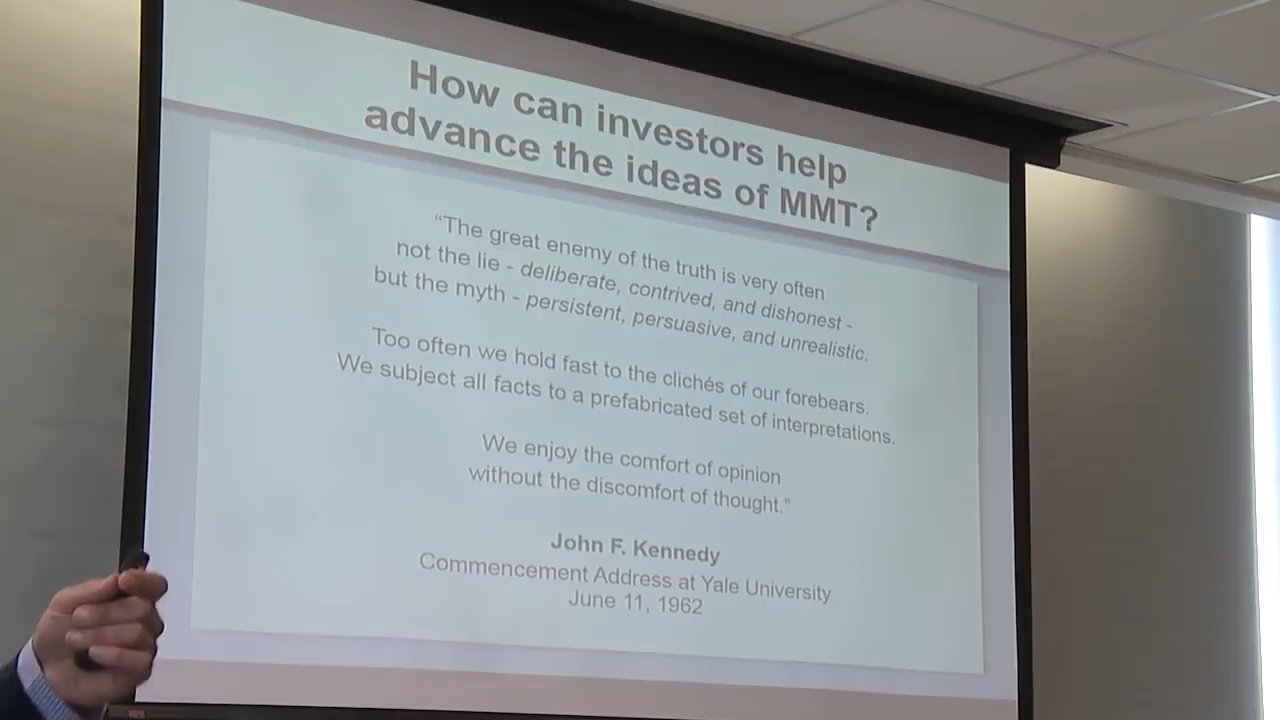 How can investors help
advance the ideas of MMT?
“The great enemy of the truth is very often
not the lie - deliberate, contrived, and dishonest -
but the myth - persistent, persuasive, and unrealistic.
Too often we hold fast to the clichés of our forebears.
We subject all facts to a prefabricated set of interpretations.
We enjoy the comfort of opinion
without the discomfort of thought."
John F. Kennedy
Commencement Address at Yale University
June 11, 1962